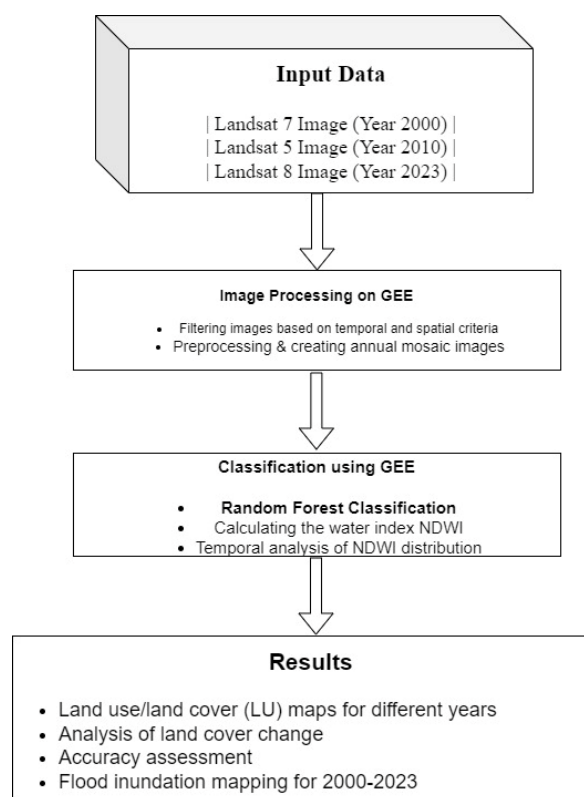 Input Data
| Landsat 7 Image (Year 2000) |
| Landsat 5 Image (Year 2010) |
| Landsat 8 Image (Year 2023) |
Image Processing on GEE
• Filtering images based on temporal and spatial criteria
• Preprocessing & creating annual mosaic images
Classification using GEE
• Random Forest Classification
• Calculating the water index NDWI
• Temporal analysis of NDWI distribution
Results
• Land use/land cover (LU) maps for different years
• Analysis of land cover change
• Accuracy assessment
• Flood inundation mapping for 2000-2023